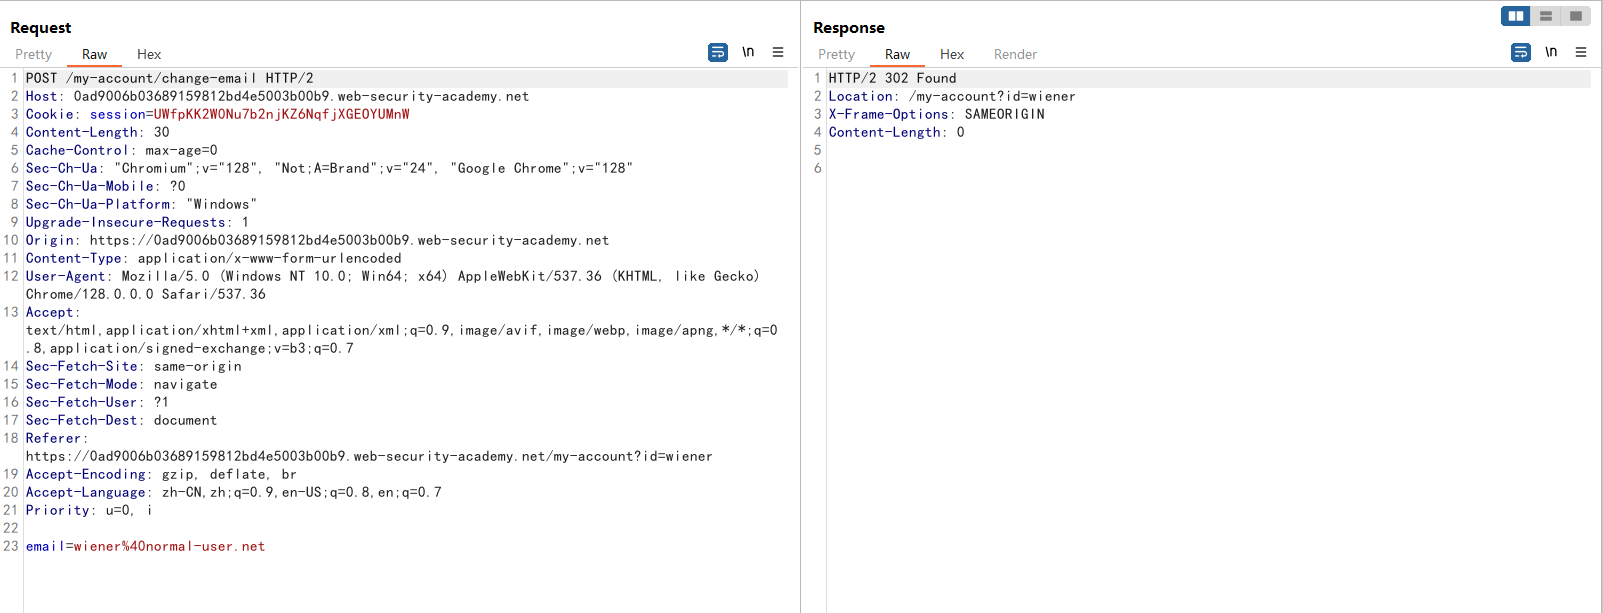 Request
Pretty Raw Hex
\n
1 POST /my-account/change-email HTTP/2
2 Host: 0ad9006b03689159812bd4e5003b00b9.web-security-academy.net
3 Cookie: session=UWfpKK2WONu7b2njKZ6NqfjXGEOYUMnW
4 Content-Length: 30
5 Cache-Control: max-age=0
6 Sec-Ch-Ua: "Chromium";v="128", "Not;A=Brand";v="24", "Google Chrome";v="128"
7 Sec-Ch-Ua-Mobile: ?0
8 Sec-Ch-Ua-Platform: "Windows"
9 Upgrade-Insecure-Requests: 1
10 Origin: https://0ad9006b03689159812bd4e5003b00b9.web-security-academy.net
11 Content-Type: application/x-www-form-urlencoded
12 User-Agent: Mozilla/5.0 (Windows NT 10.0; Win64; x64) AppleWebKit/537.36 (KHTML, like Gecko)
Chrome/128.0.0.0 Safari/537.36
13 Accept:
text/html,application/xhtml+xml,application/xml;q=0.9,image/avif,image/webp,image/apng,*/*;q=0
.8,application/signed-exchange;v=b3;q=0.7
14 Sec-Fetch-Site: same-origin
15 Sec-Fetch-Mode: navigate
16 Sec-Fetch-User: ?1
17 Sec-Fetch-Dest: document
18 Referer:
https://0ad9006b03689159812bd4e5003b00b9.web-security-academy.net/my-account?id=wiener
19 Accept-Encoding: gzip, deflate, br
20 Accept-Language: zh-CN,zh;q=0.9,en-US;q=0.8,en;q=0.7
21 Priority: u=0, i
22
23 email=wiener%40normal-user.net
Response
Pretty Raw Hex Render
\n
1 HTTP/2 302 Found
2 Location: /my-account?id=wiener
3 X-Frame-Options: SAMEORIGIN
4 Content-Length: 0
5
6